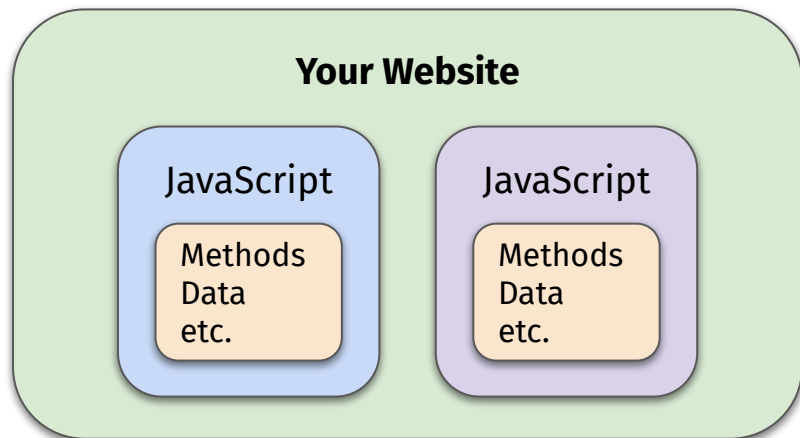 Your Website
JavaScript
Methods
Data
etc.
JavaScript
Methods
Data
etc.